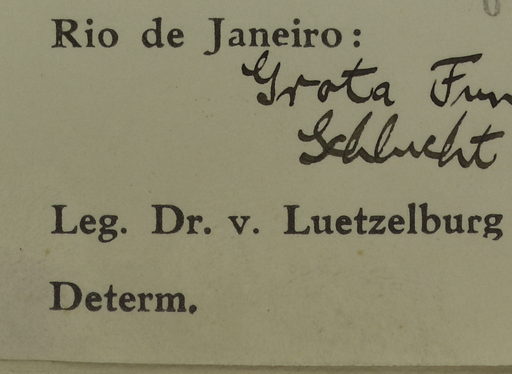 Rio de Janeiro:
Grota Fun
Schlucht
Leg. Dr. v. Luetzelburg
Determ.